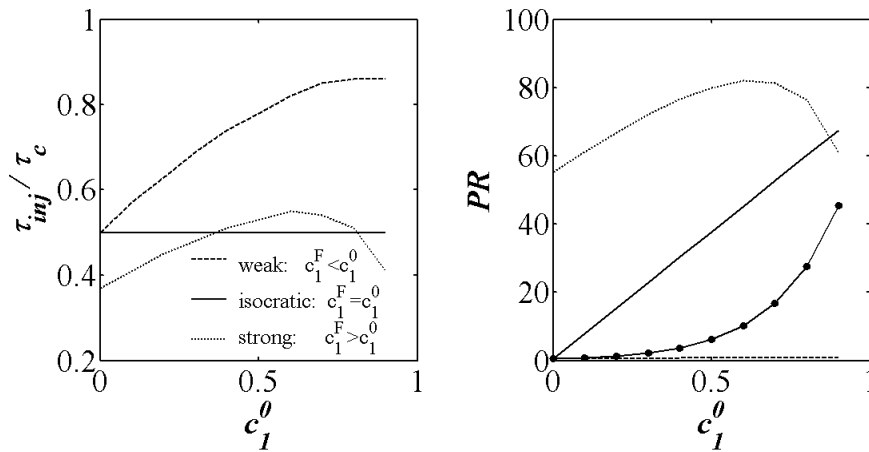 1
0.8
0.6
0.4
0.2
0
0.5
1
τ_inj / τ_c
c_1^0
weak: c_1^F < c_1^0
isocratic: c_1^F = c_1^0
strong: c_1^F > c_1^0
100
80
60
40
20
0
0
0.5
1
PR
c_1^0